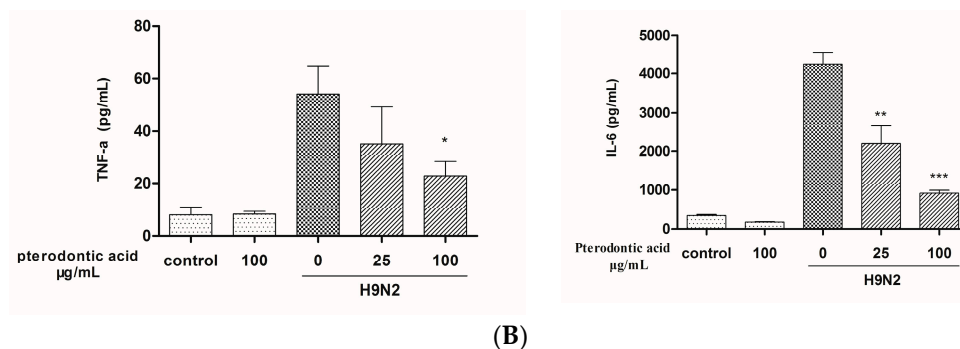 80
60
40
20
0
TNF-a (pg/mL)
*
pterodontic acid
µg/mL
control 100 0 25 100
H9N2
5000
4000
3000
2000
1000
0
IL-6 (pg/mL)
**
***
Pterodontic acid
µg/mL
control 100 0 25 100
H9N2
(B)